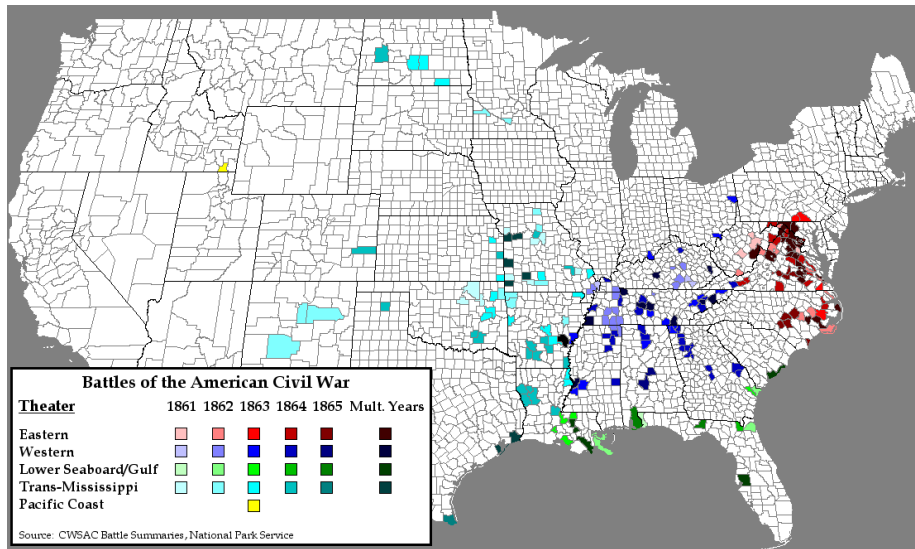 Battles of the American Civil War
Theater 1861 1862 1863 1864 1865 Mult. Years
Eastern
Western
Lower Seaboard/Gulf
Trans-Mississippi
Pacific Coast
Source: CWSAC Battle Summaries, National Park Service